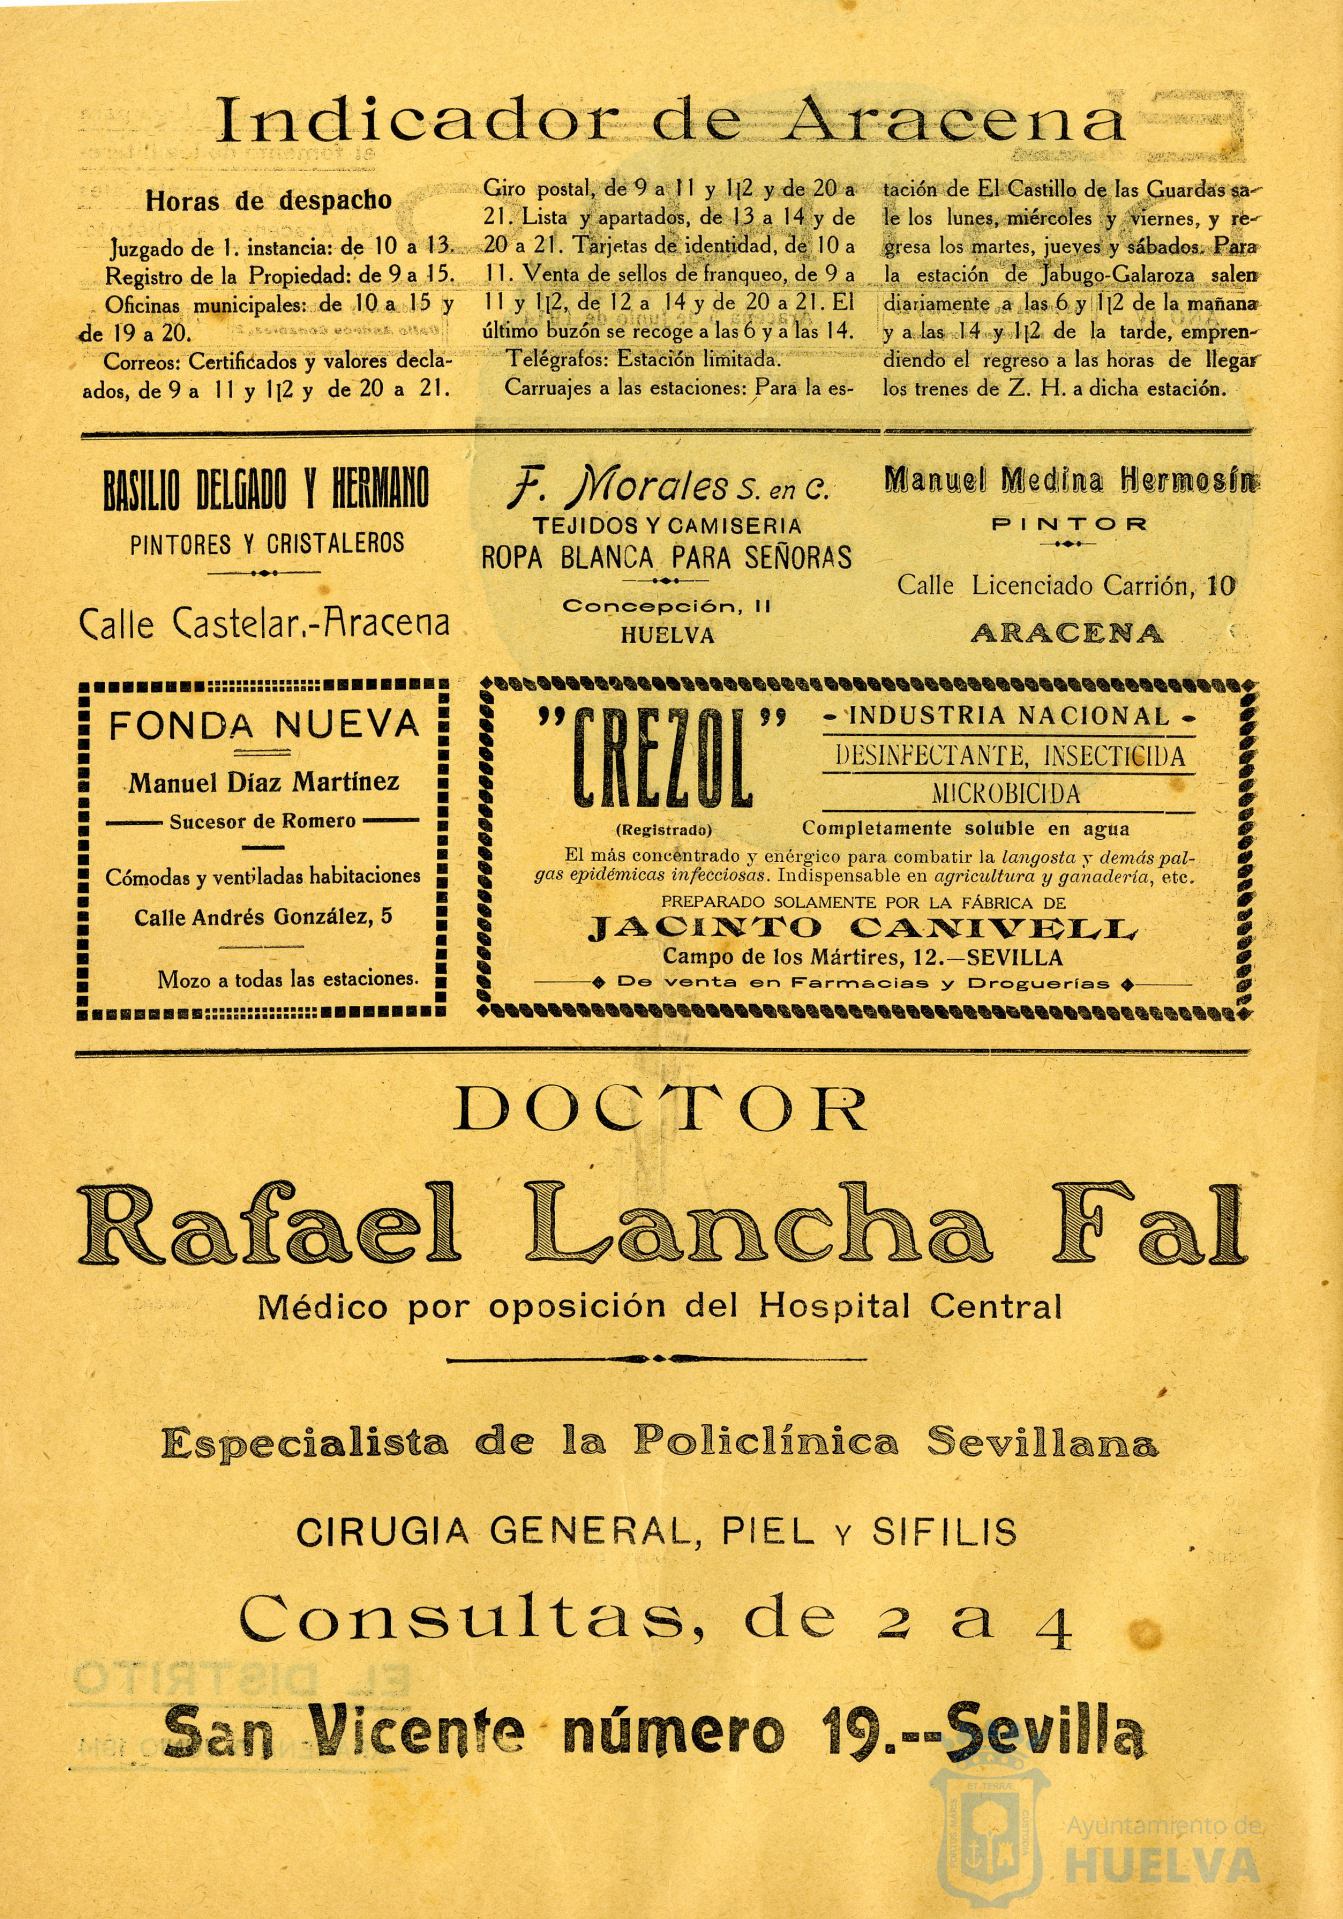 Indicador de Aracena
Horas de despacho
Juzgado de 1. instancia: de 10 a 13.
Registro de la Propiedad: de 9 a 15.
Oficinas municipales: de 10 a 15 y
de 19 a 20.
Correos: Certificados y valores decla-
ados, de 9 a 11 y 1|2 y de 20 a 21.
Giro postal, de 9 a 11 y 1|2 y de 20 a
21. Lista y apartados, de 13 a 14 y de
20 a 21. Tarjetas de identidad, de 10 a
11. Venta de sellos de franqueo, de 9 a
11 y 1|2, de 12 a 14 y de 20 a 21. El
último buzón se recoge a las 6 y a las 14.
Telégrafos: Estación limitada.
Carruajes a las estaciones: Para la es-
tación de El Castillo de las Guardas sa-
le los lunes, miércoles y viernes, y re-
gresa los martes, jueves y sábados. Para
la estación de Jabugo-Galaroza salen
diariamente a las 6 y 1|2 de la mañana
y a las 14 y 1|2 de la tarde, empren-
diendo el regreso a las horas de llegar
los trenes de Z. H. a dicha estación.
BASILIO DELGADO Y HERMANO
PINTORES Y CRISTALEROS
Calle Castelar.-Aracena
F. Morales S. en C.
TEJIDOS Y CAMISERIA
ROPA BLANCA PARA SEÑORAS
Concepción, 11
HUELVA
Manuel Medina Hermosín
PINTOR
Calle Licenciado Carrión, 10
ARACENA
FONDA NUEVA
Manuel Díaz Martínez
Sucesor de Romero
Cómodas y ventiladas habitaciones
Calle Andrés González, 5
Mozo a todas las estaciones.
"CREZOL"
(Registrado)
- INDUSTRIA NACIONAL -
DESINFECTANTE, INSECTICIDA
MICROBICIDA
Completamente soluble en agua
El más concentrado y enérgico para combatir la langosta y demás pal-
gas epidémicas infecciosas. Indispensable en agricultura y ganadería, etc.
PREPARADO SOLAMENTE POR LA FÁBRICA DE
JACINTO CANIVELL
Campo de los Mártires, 12.—SEVILLA
De venta en Farmacias y Droguerías
DOCTOR
Rafael Lancha Fal
Médico por oposición del Hospital Central
Especialista de la Policlínica Sevillana
CIRUGIA GENERAL, PIEL Y SIFILIS
Consultas, de 2 a 4
EL DISTRITO
San Vicente número 19.--Sevilla
Ayuntamiento de
HUELVA